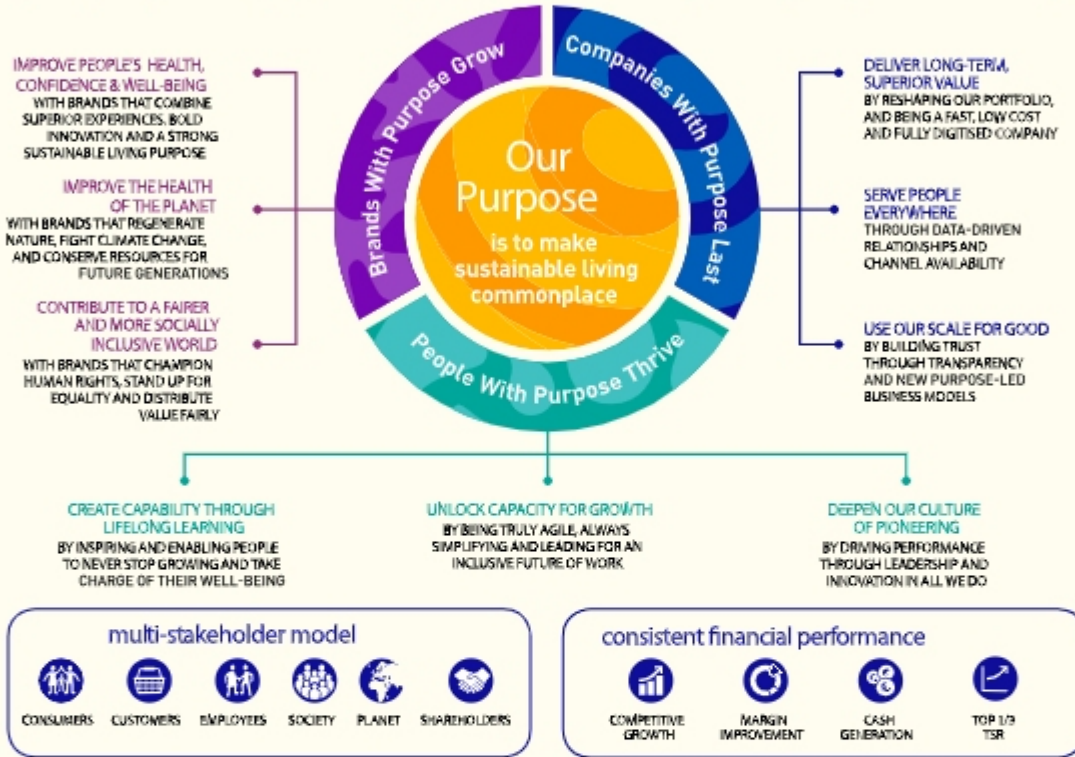 Brands With Purpose Grow
Companies With Purpose Last
People With Purpose Thrive
Our
Purpose
is to make
sustainable living
commonplace
IMPROVE PEOPLE'S HEALTH,
CONFIDENCE & WELL-BEING
WITH BRANDS THAT COMBINE
SUPERIOR EXPERIENCES, BOLD
INNOVATION AND A STRONG
SUSTAINABLE LIVING PURPOSE
IMPROVE THE HEALTH
OF THE PLANET
WITH BRANDS THAT REGENERATE
NATURE, FIGHT CLIMATE CHANGE,
AND CONSERVE RESOURCES FOR
FUTURE GENERATIONS
CONTRIBUTE TO A FAIRER
AND MORE SOCIALLY
INCLUSIVE WORLD
WITH BRANDS THAT CHAMPION
HUMAN RIGHTS, STAND UP FOR
EQUALITY AND DISTRIBUTE
VALUE FAIRLY
DELIVER LONG-TERM,
SUPERIOR VALUE
BY RESHAPING OUR PORTFOLIO,
AND BEING A FAST, LOW COST
AND FULLY DIGITISED COMPANY
SERVE PEOPLE
EVERYWHERE
THROUGH DATA-DRIVEN
RELATIONSHIPS AND
CHANNEL AVAILABILITY
USE OUR SCALE FOR GOOD
BY BUILDING TRUST
THROUGH TRANSPARENCY
AND NEW PURPOSE-LED
BUSINESS MODELS
CREATE CAPABILITY THROUGH
LIFELONG LEARNING
BY INSPIRING AND ENABLING PEOPLE
TO NEVER STOP GROWING AND TAKE
CHARGE OF THEIR WELL-BEING
UNLOCK CAPACITY FOR GROWTH
BY BEING TRULY AGILE, ALWAYS
SIMPLIFYING AND LEADING FOR AN
INCLUSIVE FUTURE OF WORK
DEEPEN OUR CULTURE
OF PIONEERING
BY DRIVING PERFORMANCE
THROUGH LEADERSHIP AND
INNOVATION IN ALL WE DO
multi-stakeholder model
CONSUMERS CUSTOMERS EMPLOYEES SOCIETY PLANET SHAREHOLDERS
consistent financial performance
COMPETITIVE GROWTH
MARGIN IMPROVEMENT
CASH GENERATION
TOP 1/3 TSR